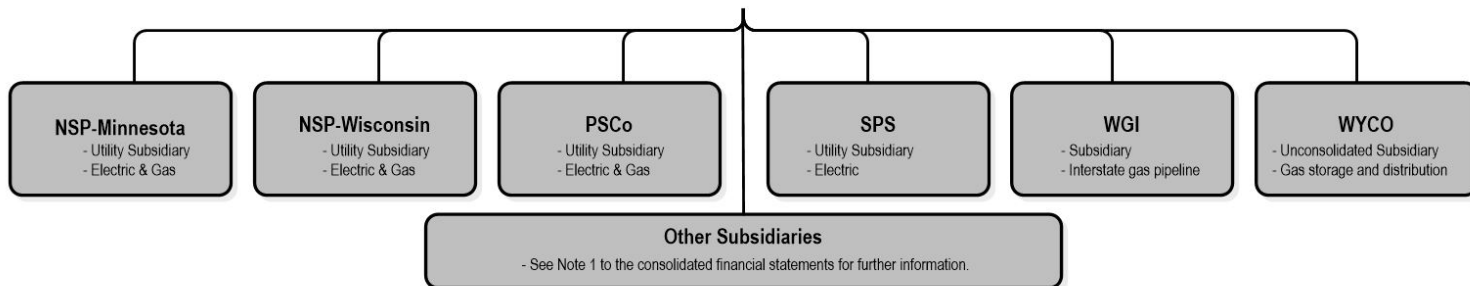 NSP-Minnesota
- Utility Subsidiary
- Electric & Gas
NSP-Wisconsin
- Utility Subsidiary
- Electric & Gas
PSCo
- Utility Subsidiary
- Electric & Gas
SPS
- Utility Subsidiary
- Electric
WGI
- Subsidiary
- Interstate gas pipeline
WYCO
- Unconsolidated Subsidiary
- Gas storage and distribution
Other Subsidiaries
- See Note 1 to the consolidated financial statements for further information.